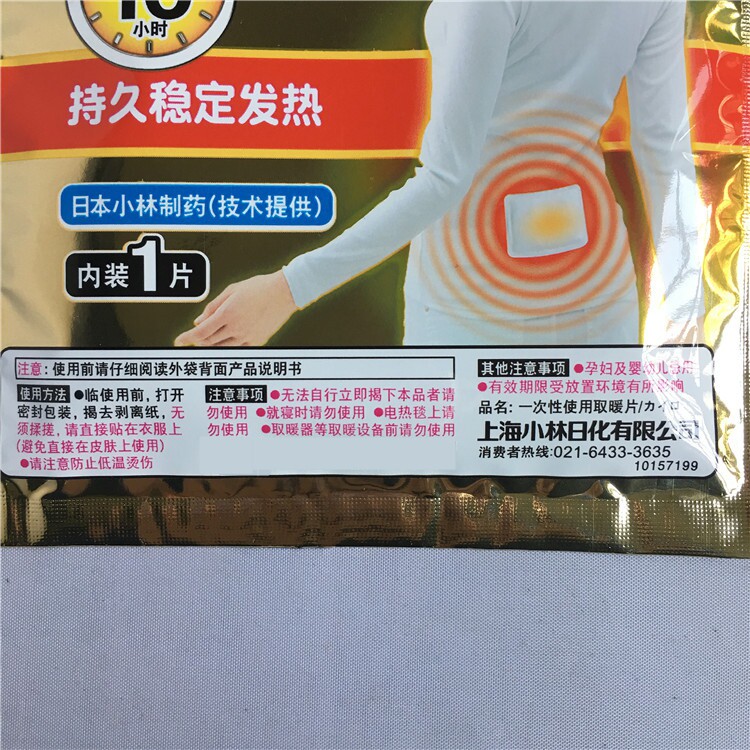 小时
持久稳定发热
日本小林制药(技术提供)
内装1片
注意: 使用前请仔细阅读外袋背面产品说明书
使用方法 ●临使用前，打开
密封包装，揭去剥离纸，无
须揉搓，请直接贴在衣服上
(避免直接在皮肤上使用)
●请注意防止低温烫伤
注意事项 ●无法自行立即揭下本品者请
勿使用 ●就寝时请勿使用 ●电热毯上请
勿使用 ●取暖器等取暖设备前请勿使用
其他注意事项 ●孕妇及婴幼儿慎用
●有效期限受放置环境有所影响
品名: 一次性使用取暖片/カイロ
上海小林日化有限公司
消费者热线:021-6433-3635
10157199